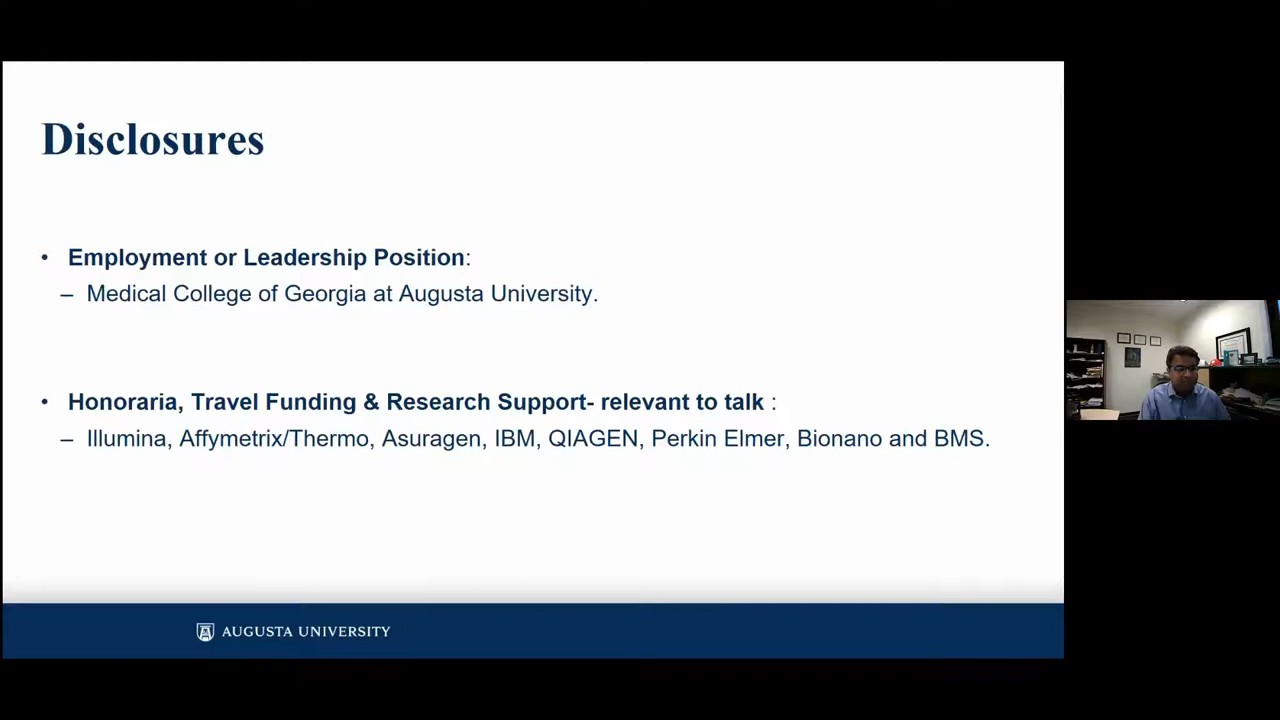 Disclosures
• Employment or Leadership Position:
– Medical College of Georgia at Augusta University.
• Honoraria, Travel Funding & Research Support- relevant to talk :
– Illumina, Affymetrix/Thermo, Asuragen, IBM, QIAGEN, Perkin Elmer, Bionano and BMS.
AUGUSTA UNIVERSITY